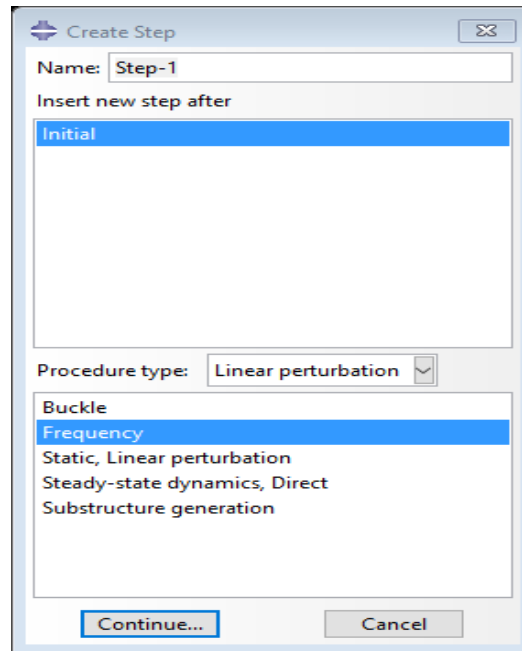 Create Step
Name: Step-1
Insert new step after
Initial
Procedure type: Linear perturbation
Buckle
Frequency
Static, Linear perturbation
Steady-state dynamics, Direct
Substructure generation
Continue... Cancel